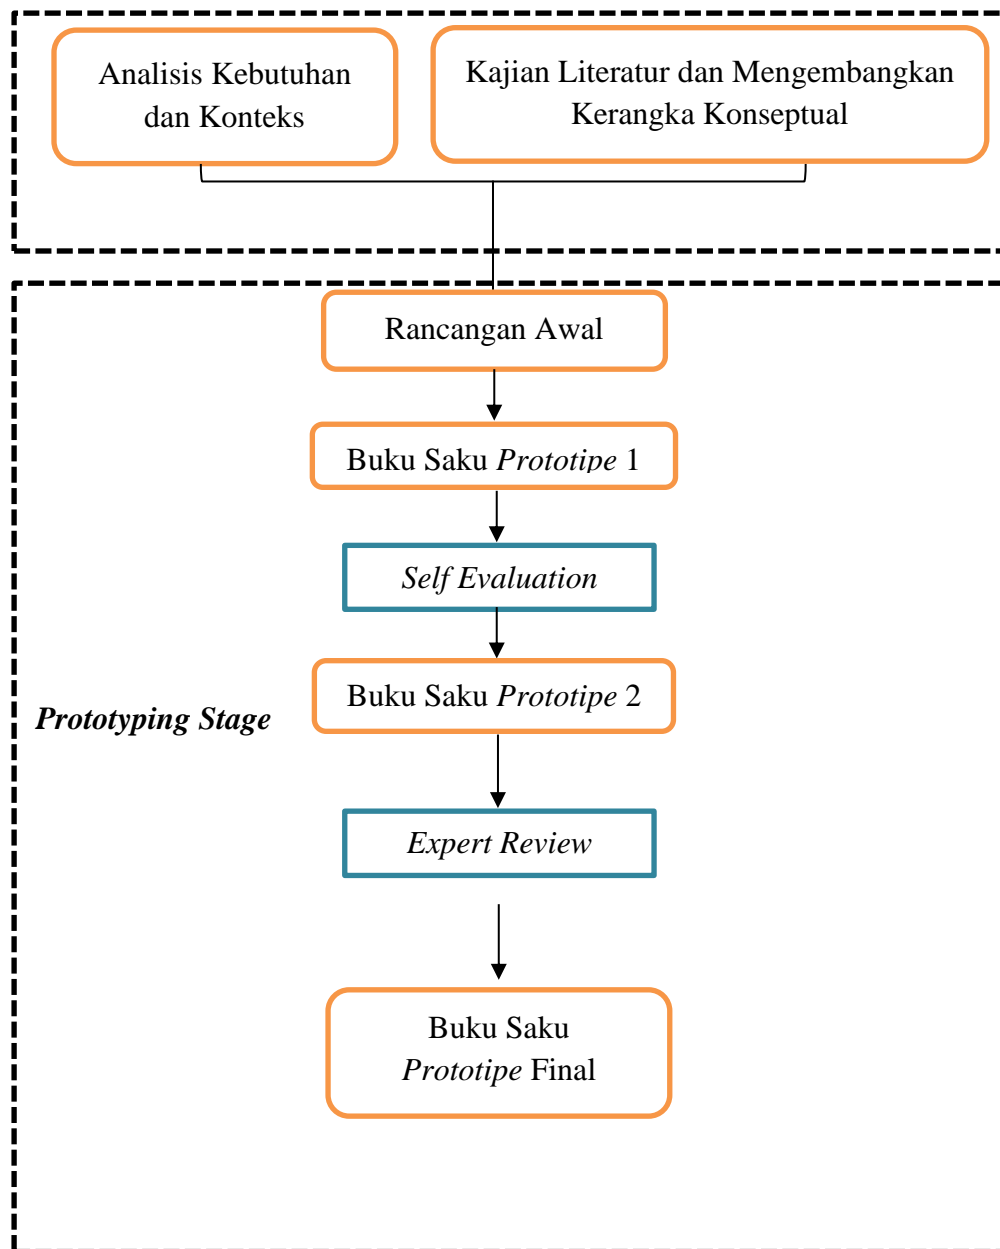 Analisis Kebutuhan
dan Konteks
Kajian Literatur dan Mengembangkan
Kerangka Konseptual
Rancangan Awal
Buku Saku Prototipe 1
Self Evaluation
Buku Saku Prototipe 2
Prototyping Stage
Expert Review
Buku Saku
Prototipe Final